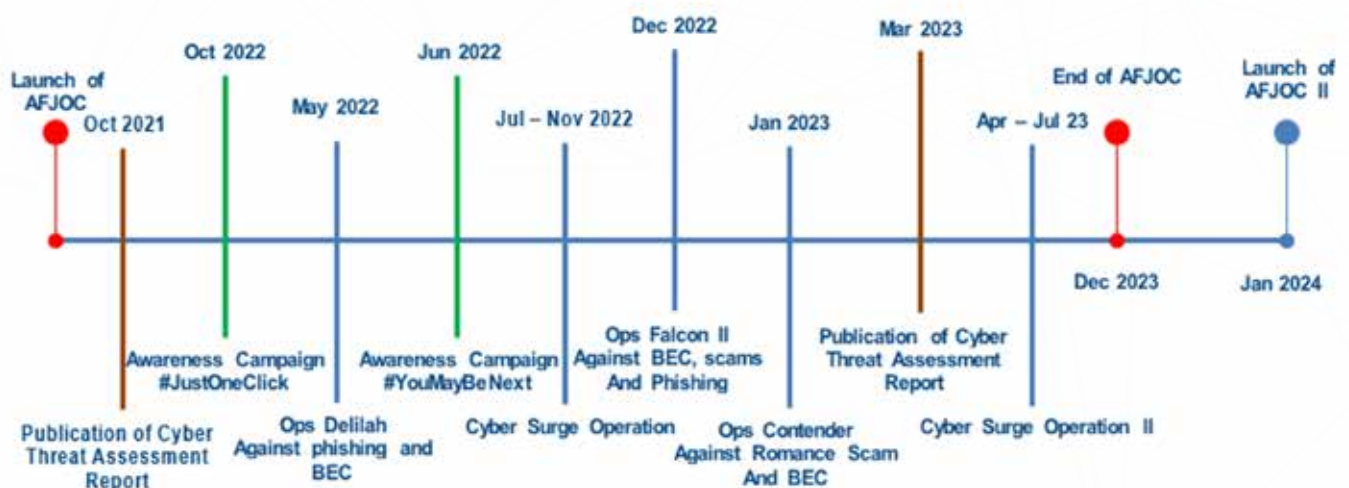 Launch of
AFJOC
Oct 2021
Publication of Cyber
Threat Assessment
Report
Oct 2022
Awareness Campaign
#JustOneClick
May 2022
Ops Delilah
Against phishing and
BEC
Jun 2022
Awareness Campaign
#YouMayBeNext
Jul – Nov 2022
Cyber Surge Operation
Dec 2022
Ops Falcon II
Against BEC, scams
And Phishing
Jan 2023
Ops Contender
Against Romance Scam
And BEC
Mar 2023
Publication of Cyber
Threat Assessment
Report
Apr – Jul 23
Cyber Surge Operation II
End of AFJOC
Dec 2023
Launch of
AFJOC II
Jan 2024